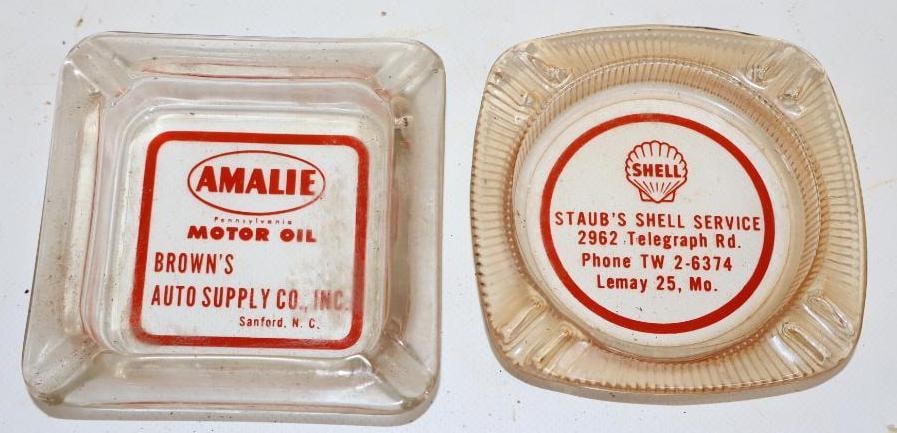 AMALIE
Pennsylvania
MOTOR OIL
BROWN'S
AUTO SUPPLY CO., INC.
Sanford, N. C.
SHELL
STAUB'S SHELL SERVICE
2962 Telegraph Rd.
Phone TW 2-6374
Lemay 25, Mo.